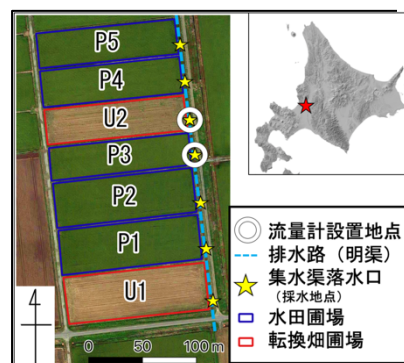 P5
P4
U2
P3
P2
P1
U1
0 50 100 m
流量計設置地点
排水路（明渠）
集水渠落水口
（採水地点）
水田圃場
転換畑圃場